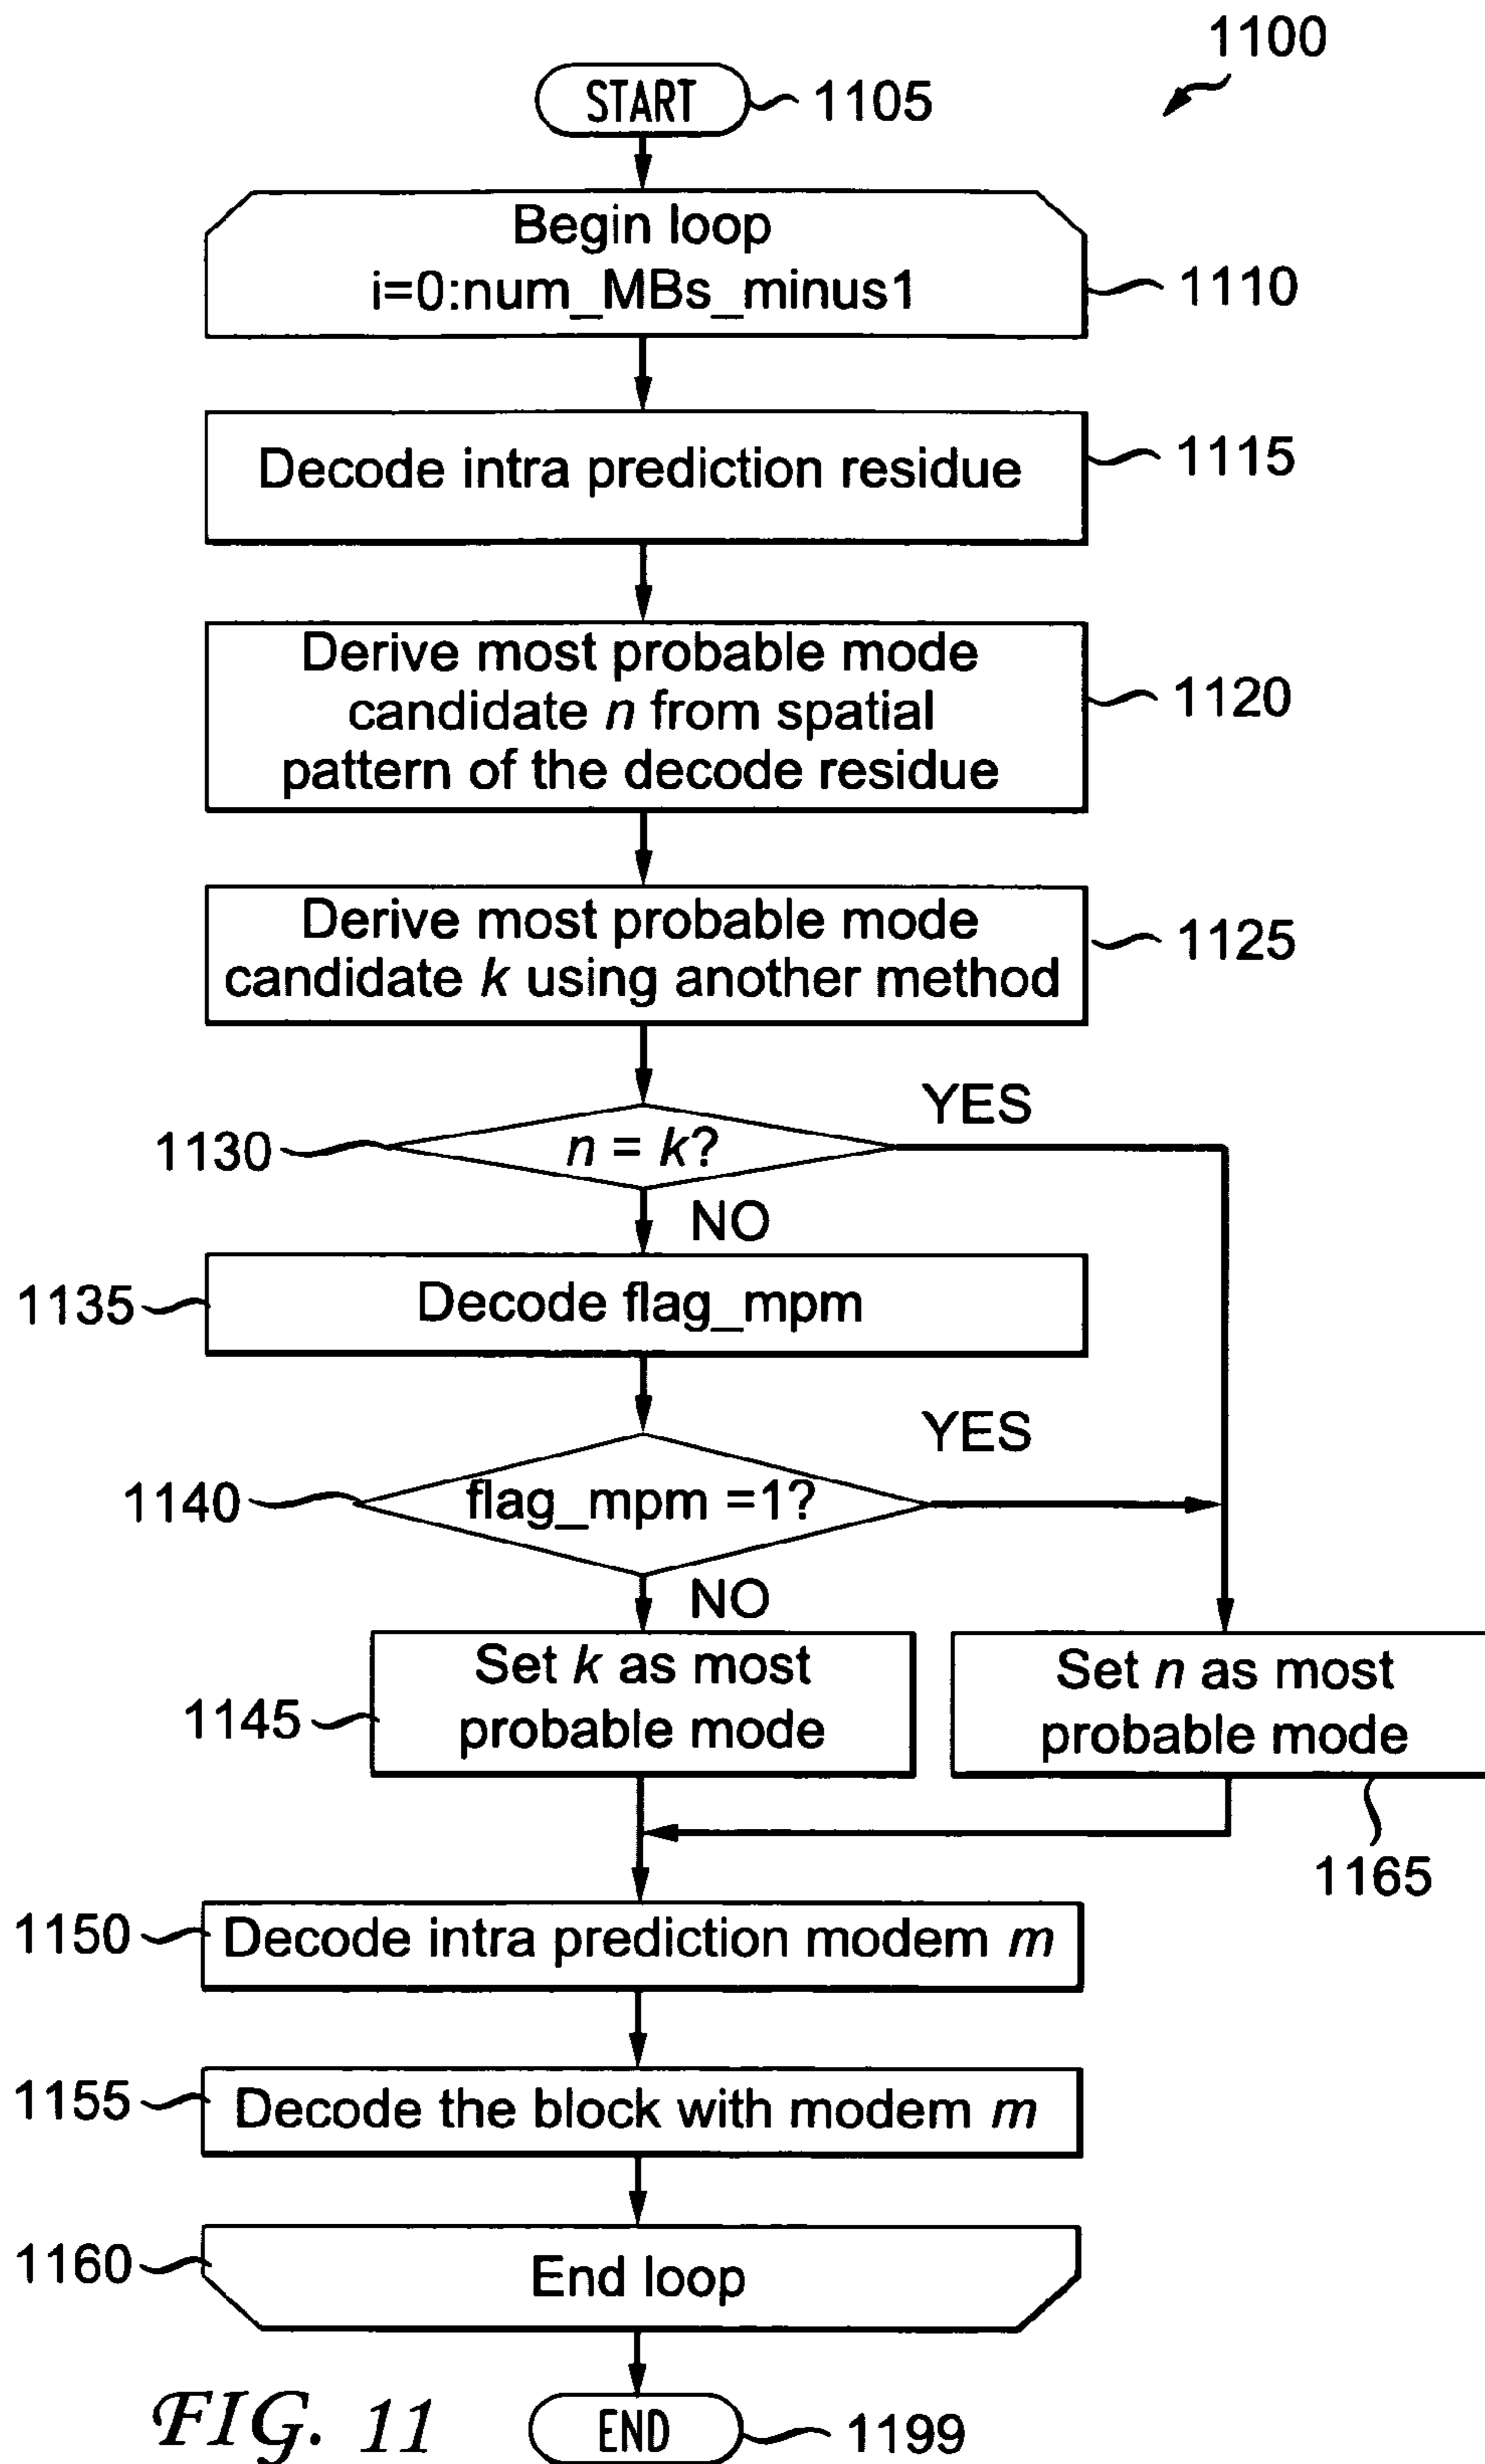 1100
START
1105
Begin loop
i=0:num_MBs_minus1
1110
Decode intra prediction residue
1115
Derive most probable mode
candidate n from spatial
pattern of the decode residue
1120
Derive most probable mode
candidate k using another method
1125
YES
1130
n = k?
NO
1135
Decode flag_mpm
YES
1140
flag_mpm =1?
NO
Set k as most
probable mode
1145
Set n as most
probable mode
1165
1150
Decode intra prediction modem m
1155
Decode the block with modem m
1160
End loop
FIG. 11
END
1199